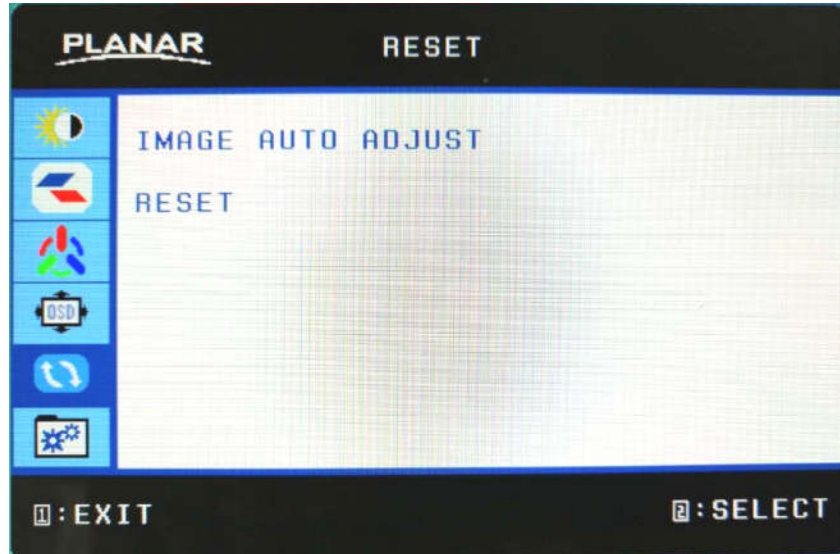 PLANAR
RESET
IMAGE AUTO ADJUST
RESET
OSD
1:EXIT
2:SELECT